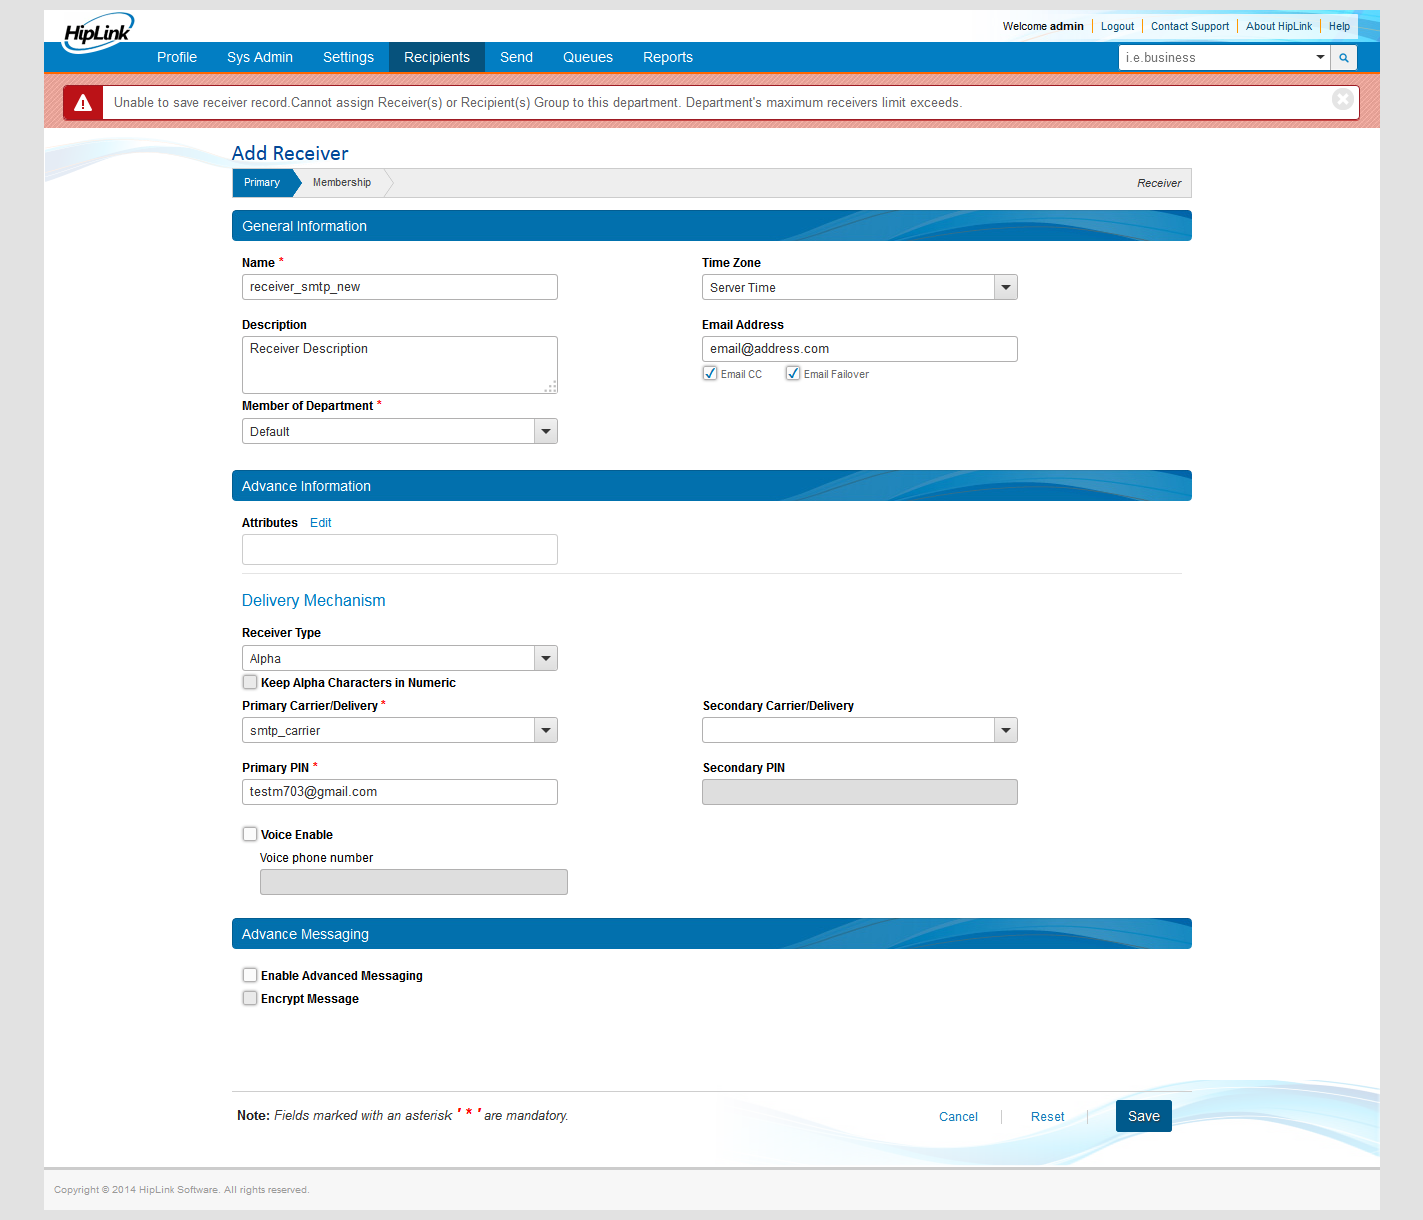 HipLink
Welcome admin Logout Contact Support About HipLink Help
Profile Sys Admin Settings Recipients Send Queues Reports i.e.business
Unable to save receiver record.Cannot assign Receiver(s) or Recipient(s) Group to this department. Department's maximum receivers limit exceeds.
Add Receiver
Primary Membership Receiver
General Information
Name * Time Zone
receiver_smtp_new Server Time
Description Email Address
Receiver Description email@address.com
Email CC Email Failover
Member of Department *
Default
Advance Information
Attributes Edit
Delivery Mechanism
Receiver Type
Alpha
Keep Alpha Characters in Numeric
Primary Carrier/Delivery * Secondary Carrier/Delivery
smtp_carrier
Primary PIN * Secondary PIN
testm703@gmail.com
Voice Enable
Voice phone number
Advance Messaging
Enable Advanced Messaging
Encrypt Message
Note: Fields marked with an asterisk ' * ' are mandatory.
Cancel Reset Save
Copyright © 2014 HipLink Software. All rights reserved.